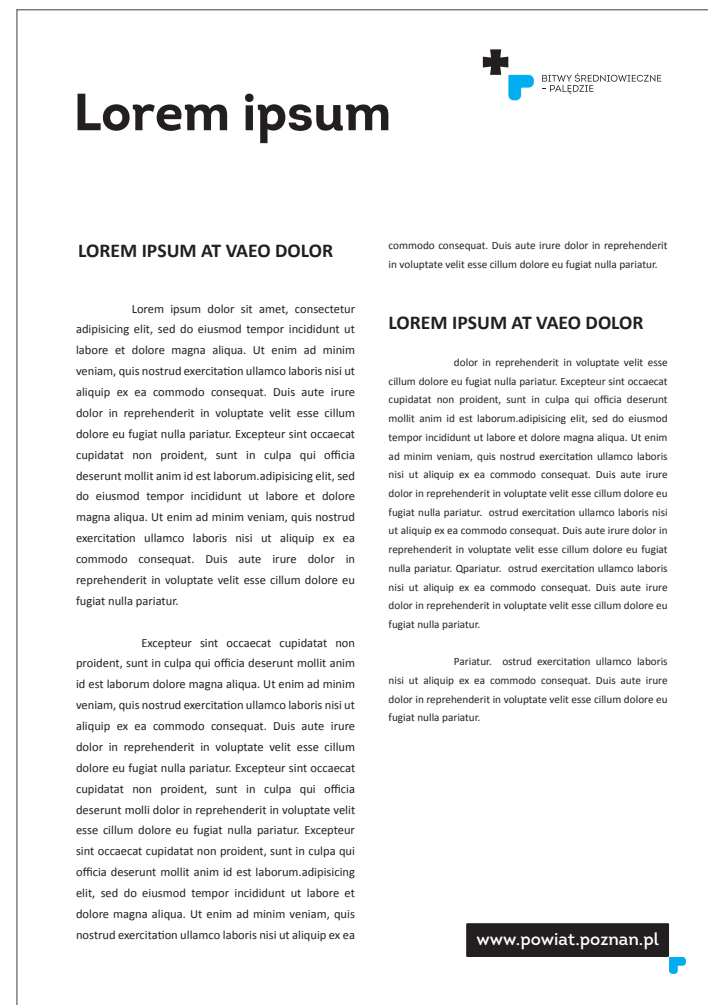 Lorem ipsum
BITWY ŚREDNIOWIECZNE
– PALĘDZIE
LOREM IPSUM AT VAEO DOLOR
Lorem ipsum dolor sit amet, consectetur
adipisicing elit, sed do eiusmod tempor incididunt ut
labore et dolore magna aliqua. Ut enim ad minim
veniam, quis nostrud exercitation ullamco laboris nisi ut
aliquip ex ea commodo consequat. Duis aute irure
dolor in reprehenderit in voluptate velit esse cillum
dolore eu fugiat nulla pariatur. Excepteur sint occaecat
cupidatat non proident, sunt in culpa qui officia
deserunt mollit anim id est laborum.adipisicing elit, sed
do eiusmod tempor incididunt ut labore et dolore
magna aliqua. Ut enim ad minim veniam, quis nostrud
exercitation ullamco laboris nisi ut aliquip ex ea
commodo consequat. Duis aute irure dolor in
reprehenderit in voluptate velit esse cillum dolore eu
fugiat nulla pariatur.
Excepteur sint occaecat cupidatat non
proident, sunt in culpa qui officia deserunt mollit anim
id est laborum dolore magna aliqua. Ut enim ad minim
veniam, quis nostrud exercitation ullamco laboris nisi ut
aliquip ex ea commodo consequat. Duis aute irure
dolor in reprehenderit in voluptate velit esse cillum
dolore eu fugiat nulla pariatur. Excepteur sint occaecat
cupidatat non proident, sunt in culpa qui officia
deserunt molli dolor in reprehenderit in voluptate velit
esse cillum dolore eu fugiat nulla pariatur. Excepteur
sint occaecat cupidatat non proident, sunt in culpa qui
officia deserunt mollit anim id est laborum.adipisicing
elit, sed do eiusmod tempor incididunt ut labore et
dolore magna aliqua. Ut enim ad minim veniam, quis
nostrud exercitation ullamco laboris nisi ut aliquip ex ea
commodo consequat. Duis aute irure dolor in reprehenderit
in voluptate velit esse cillum dolore eu fugiat nulla pariatur.
LOREM IPSUM AT VAEO DOLOR
dolor in reprehenderit in voluptate velit esse
cillum dolore eu fugiat nulla pariatur. Excepteur sint occaecat
cupidatat non proident, sunt in culpa qui officia deserunt
mollit anim id est laborum.adipisicing elit, sed do eiusmod
tempor incididunt ut labore et dolore magna aliqua. Ut enim
ad minim veniam, quis nostrud exercitation ullamco laboris
nisi ut aliquip ex ea commodo consequat. Duis aute irure
dolor in reprehenderit in voluptate velit esse cillum dolore eu
fugiat nulla pariatur. ostrud exercitation ullamco laboris nisi
ut aliquip ex ea commodo consequat. Duis aute irure dolor in
reprehenderit in voluptate velit esse cillum dolore eu fugiat
nulla pariatur. Qpariatur. ostrud exercitation ullamco laboris
nisi ut aliquip ex ea commodo consequat. Duis aute irure
dolor in reprehenderit in voluptate velit esse cillum dolore eu
fugiat nulla pariatur.
Pariatur. ostrud exercitation ullamco laboris
nisi ut aliquip ex ea commodo consequat. Duis aute irure
dolor in reprehenderit in voluptate velit esse cillum dolore eu
fugiat nulla pariatur.
www.powiat.poznan.pl